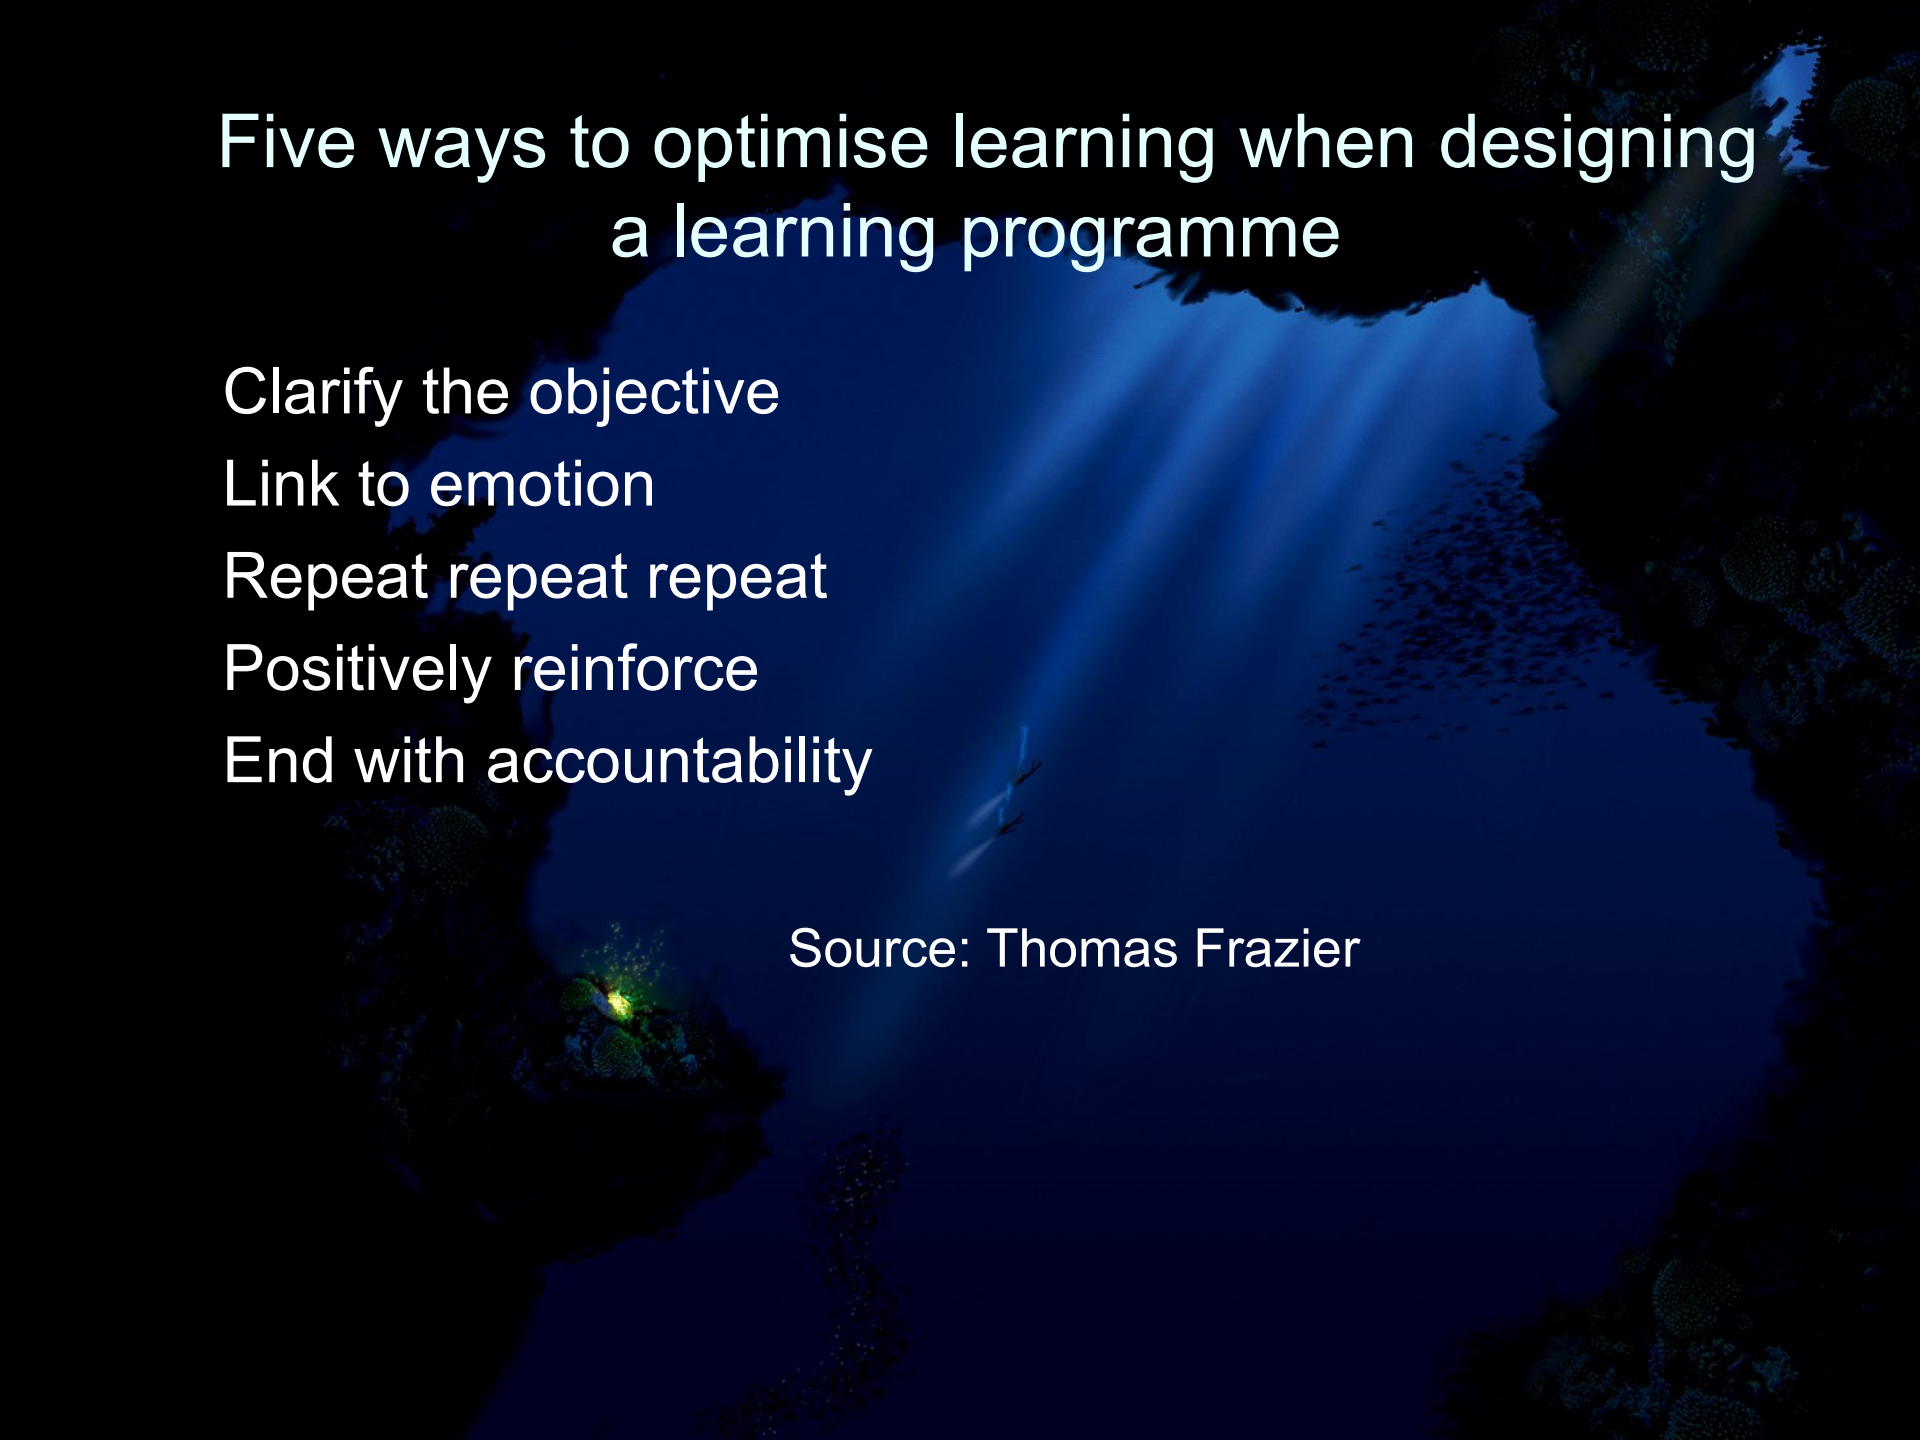 Five ways to optimise learning when designing
a learning programme
Clarify the objective
Link to emotion
Repeat repeat repeat
Positively reinforce
End with accountability
Source: Thomas Frazier